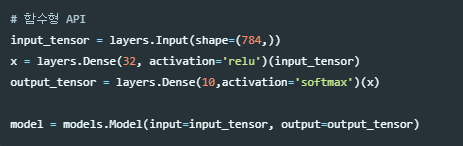 # 함수형 API
input_tensor = layers.Input(shape=(784,))
x = layers.Dense(32, activation='relu')(input_tensor)
output_tensor = layers.Dense(10,activation='softmax')(x)
model = models.Model(input=input_tensor, output=output_tensor)